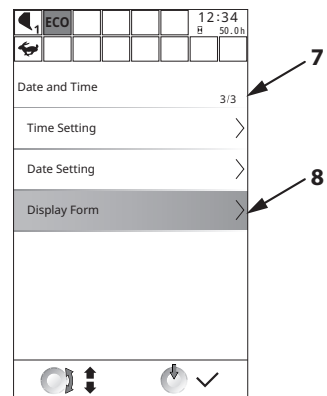 1 ECO 12:34
50.0h
7
Date and Time
3/3
Time Setting
Date Setting
8
Display Form